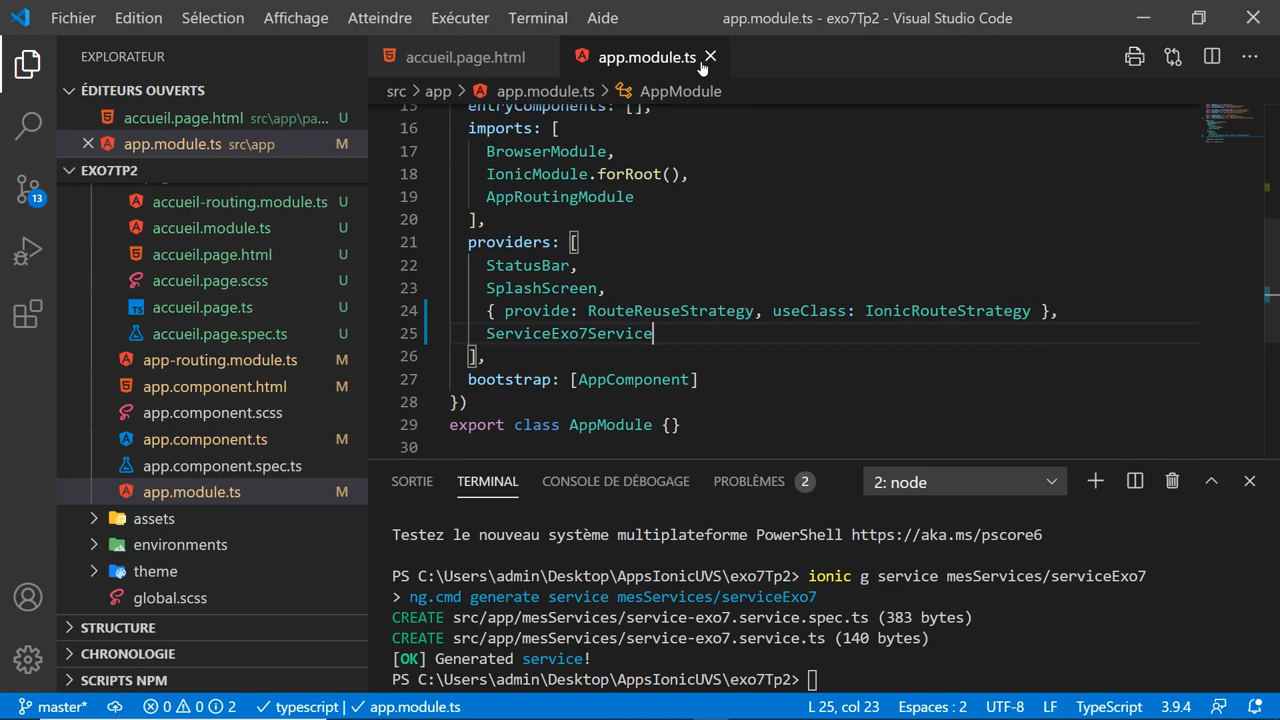 Fichier Edition Sélection Affichage Atteindre Exécuter Terminal Aide app.module.ts - exo7Tp2 - Visual Studio Code
EXPLORATEUR
ÉDITEURS OUVERTS
accueil.page.html src\app\pa... U
app.module.ts src\app M
EXO7TP2
accueil-routing.module.ts U
accueil.module.ts U
accueil.page.html U
accueil.page.scss U
accueil.page.ts U
accueil.page.spec.ts U
app-routing.module.ts M
app.component.html M
app.component.scss
app.component.ts M
app.component.spec.ts
app.module.ts M
assets
environments
theme
global.scss
STRUCTURE
CHRONOLOGIE
SCRIPTS NPM
13
accueil.page.html app.module.ts
src > app > app.module.ts > AppModule
15 entryComponents: [],
16 imports: [
17 BrowserModule,
18 IonicModule.forRoot(),
19 AppRoutingModule
20 ],
21 providers: [
22 StatusBar,
23 SplashScreen,
24 { provide: RouteReuseStrategy, useClass: IonicRouteStrategy },
25 ServiceExo7Service
26 ],
27 bootstrap: [AppComponent]
28 })
29 export class AppModule {}
30
SORTIE TERMINAL CONSOLE DE DÉBOGAGE PROBLÈMES 2 2: node
Testez le nouveau système multiplateforme PowerShell https://aka.ms/pscore6
PS C:\Users\admin\Desktop\AppsIonicUVS\exo7Tp2> ionic g service mesServices/serviceExo7
> ng.cmd generate service mesServices/serviceExo7
CREATE src/app/mesServices/service-exo7.service.spec.ts (383 bytes)
CREATE src/app/mesServices/service-exo7.service.ts (140 bytes)
[OK] Generated service!
PS C:\Users\admin\Desktop\AppsIonicUVS\exo7Tp2>
master* 0 0 2 typescript | app.module.ts L 25, col 23 Espaces : 2 UTF-8 LF TypeScript 3.9.4